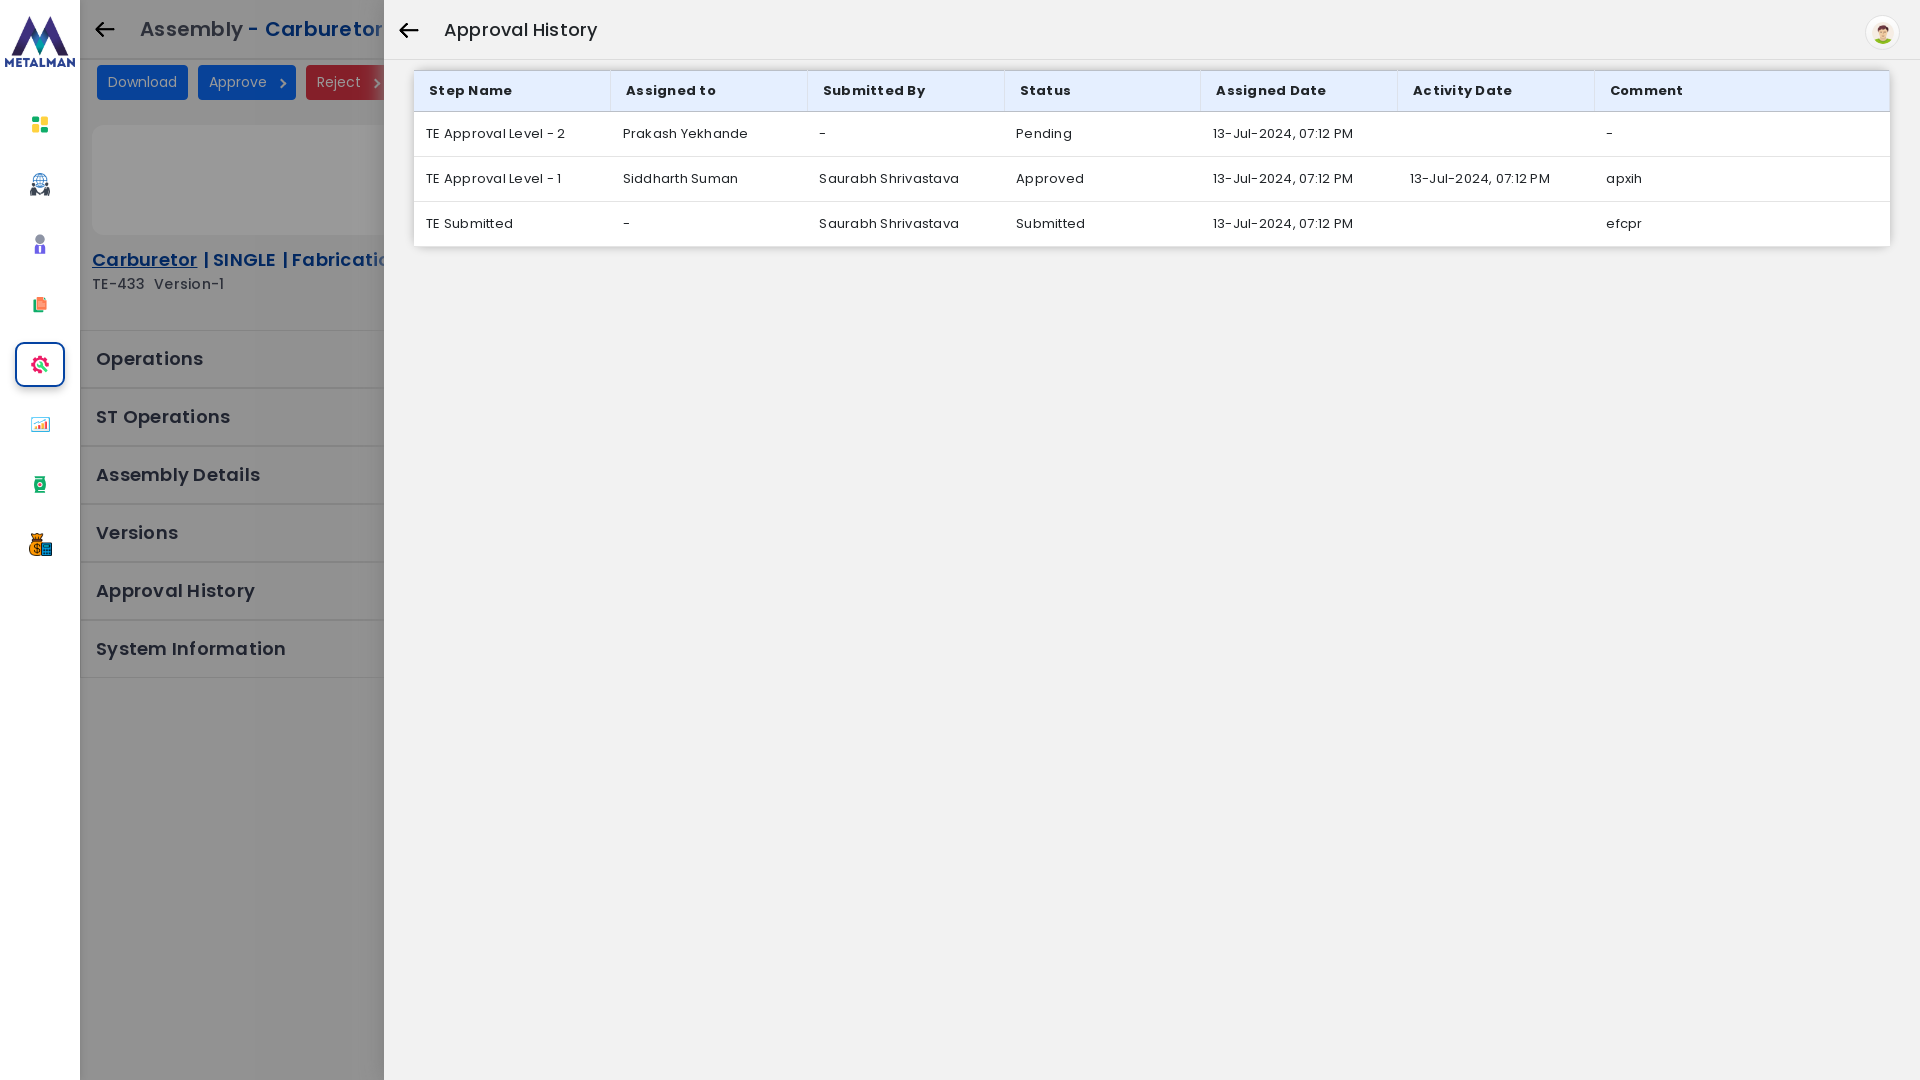 METALMAN
Assembly - Carburetor
Download Approve Reject
Carburetor | SINGLE | Fabricatio
TE-433 Version-1
Operations
ST Operations
Assembly Details
Versions
Approval History
System Information
Approval History
Step Name Assigned to Submitted By Status Assigned Date Activity Date Comment
TE Approval Level - 2 Prakash Yekhande - Pending 13-Jul-2024, 07:12 PM -
TE Approval Level - 1 Siddharth Suman Saurabh Shrivastava Approved 13-Jul-2024, 07:12 PM 13-Jul-2024, 07:12 PM apxih
TE Submitted - Saurabh Shrivastava Submitted 13-Jul-2024, 07:12 PM efcpr